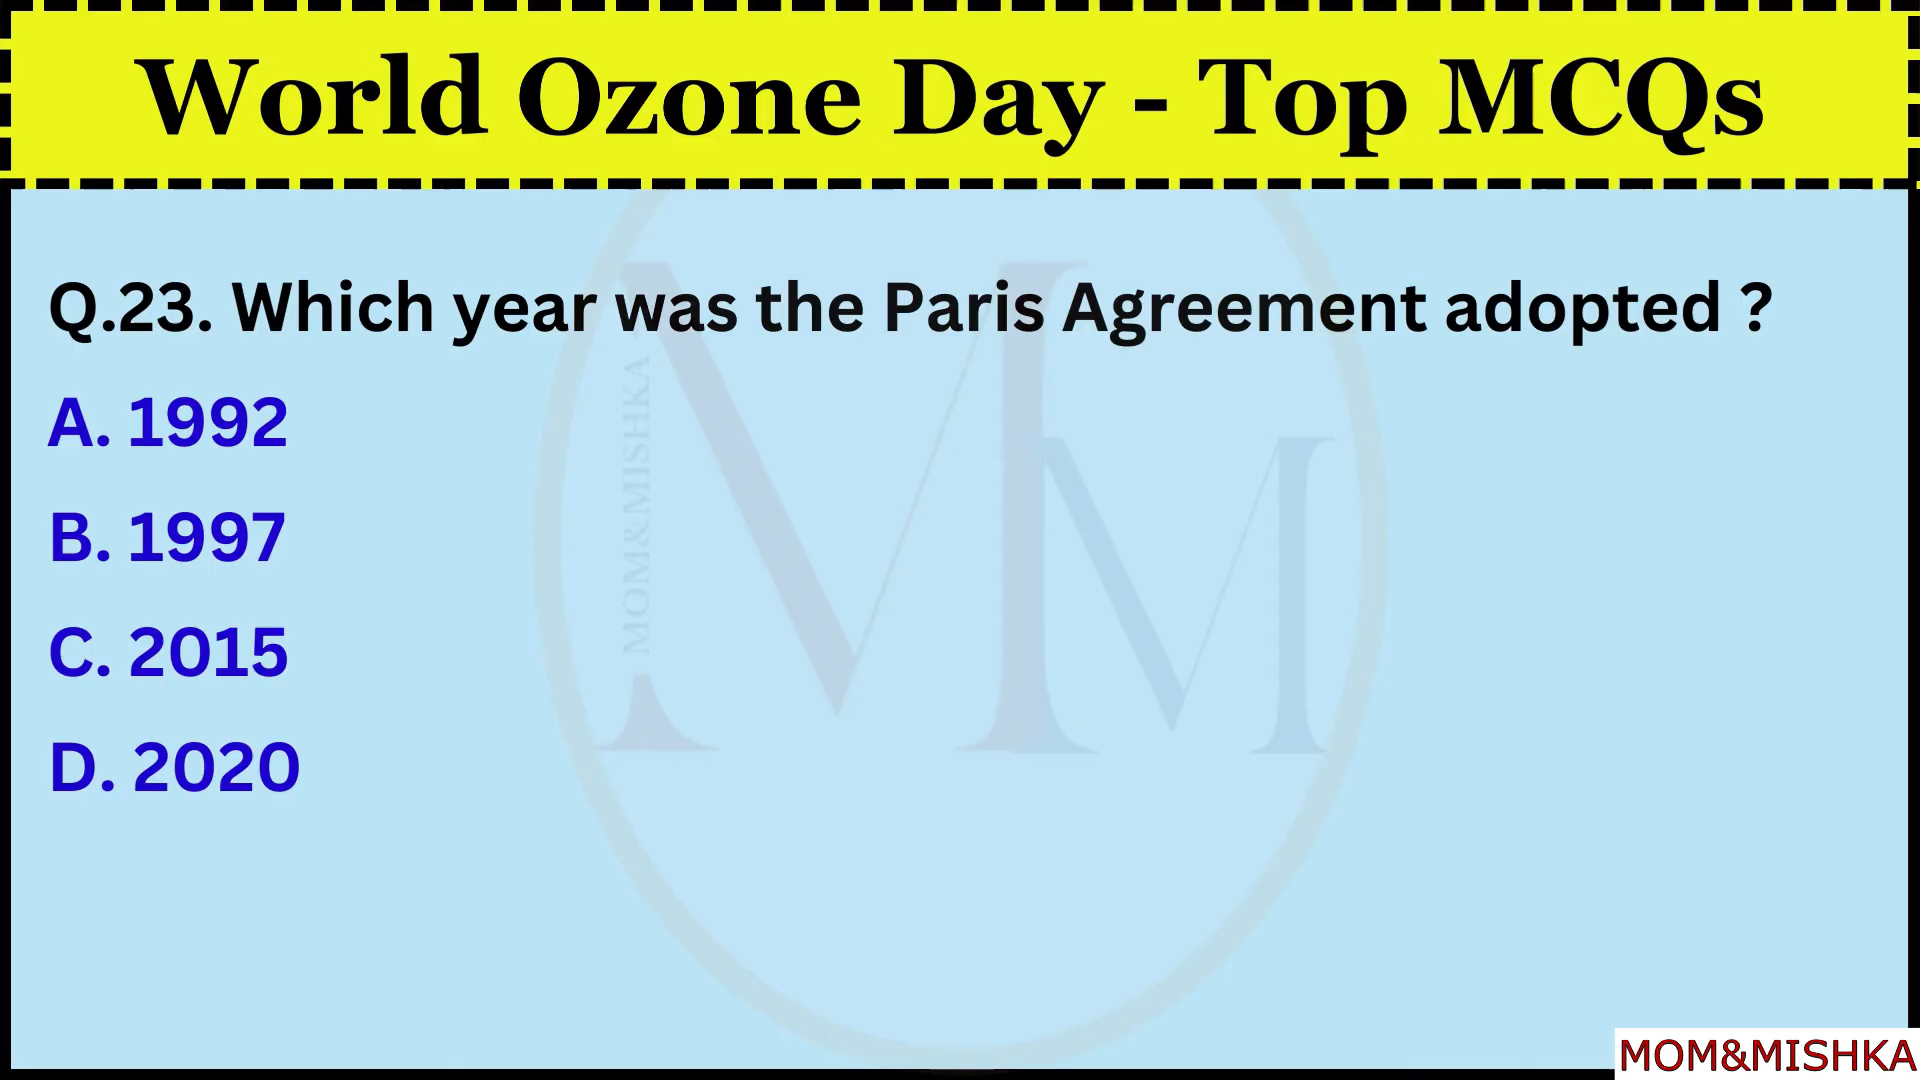 World Ozone Day - Top MCQs
Q.23. Which year was the Paris Agreement adopted ?
A. 1992
B. 1997
C. 2015
D. 2020
MOM&MISHKA
MM
MOM&MISHKA